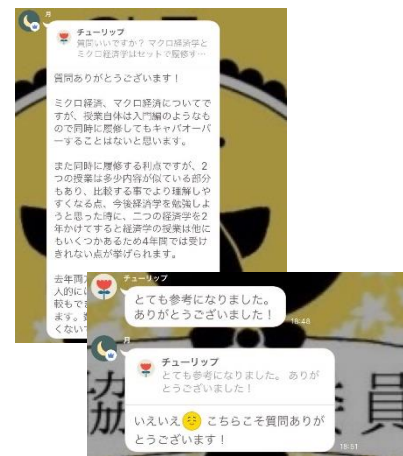 月
チューリップ
質問いいですか? マクロ経済学と
ミクロ経済学はセットで履修す…
質問ありがとうございます!
ミクロ経済、マクロ経済についてで
すが、授業自体は入門編のようなも
ので同時に履修してもキャパオーバ
ーすることはないと思います。
また同時に履修する利点ですが、2
つの授業は多少内容が似ている部分
もあり、比較する事でより理解しや
すくなる点、今後経済学を勉強しよ
うと思った時に、二つの経済学を2
年かけてすると経済学の授業は他に
もいくつかあるため4年間では受け
きれない点が挙げられます。
去年両
人的に
較もで
ます。
くない
チューリップ
とても参考になりました。
ありがとうございました!
18:48
月
チューリップ
とても参考になりました。 ありが
とうございました!
いえいえ こちらこそ質問ありが
とうございます!
18:51
協
員